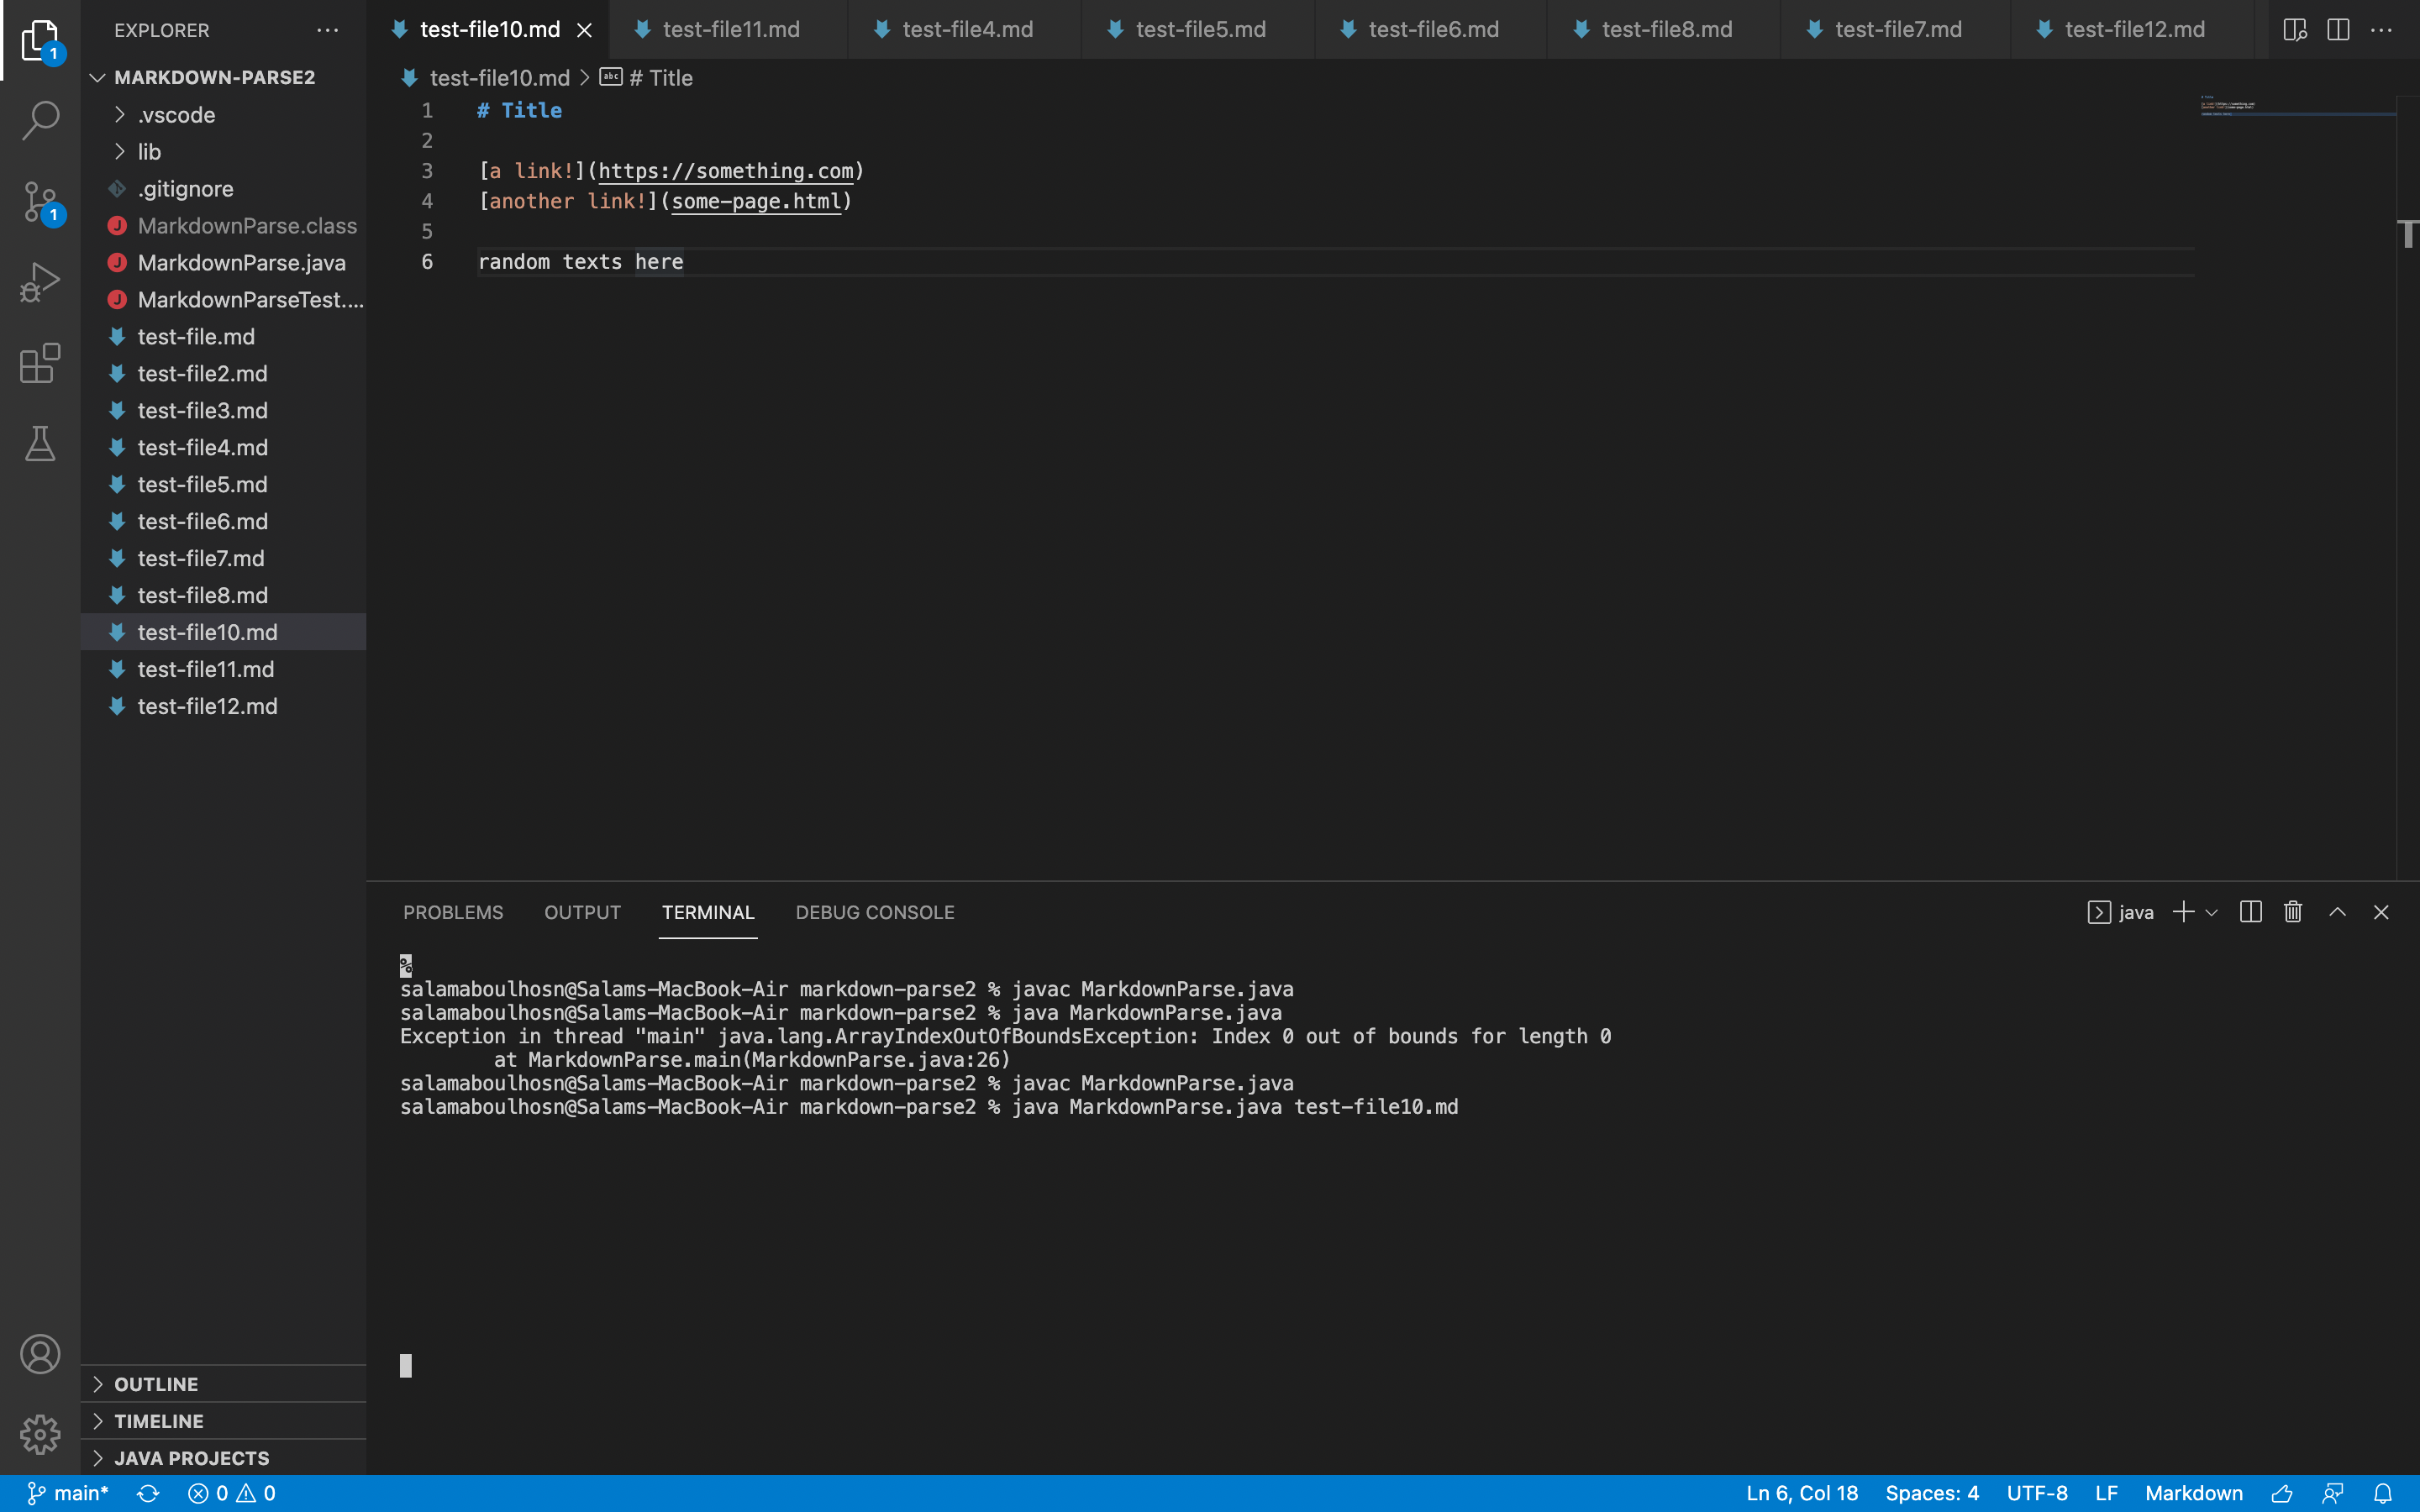 EXPLORER
test-file10.md
test-file11.md
test-file4.md
test-file5.md
test-file6.md
test-file8.md
test-file7.md
test-file12.md
1
1
MARKDOWN-PARSE2
.vscode
lib
.gitignore
J MarkdownParse.class
J MarkdownParse.java
J MarkdownParseTest....
test-file.md
test-file2.md
test-file3.md
test-file4.md
test-file5.md
test-file6.md
test-file7.md
test-file8.md
test-file10.md
test-file11.md
test-file12.md
OUTLINE
TIMELINE
JAVA PROJECTS
test-file10.md > abc # Title
1 # Title
2
3 [a link!](https://something.com)
4 [another link!](some-page.html)
5
6 random texts here
PROBLEMS OUTPUT TERMINAL DEBUG CONSOLE
java
%
salamaboulhosn@Salams-MacBook-Air markdown-parse2 % javac MarkdownParse.java
salamaboulhosn@Salams-MacBook-Air markdown-parse2 % java MarkdownParse.java
Exception in thread "main" java.lang.ArrayIndexOutOfBoundsException: Index 0 out of bounds for length 0
at MarkdownParse.main(MarkdownParse.java:26)
salamaboulhosn@Salams-MacBook-Air markdown-parse2 % javac MarkdownParse.java
salamaboulhosn@Salams-MacBook-Air markdown-parse2 % java MarkdownParse.java test-file10.md
main* 0 0 Ln 6, Col 18 Spaces: 4 UTF-8 LF Markdown